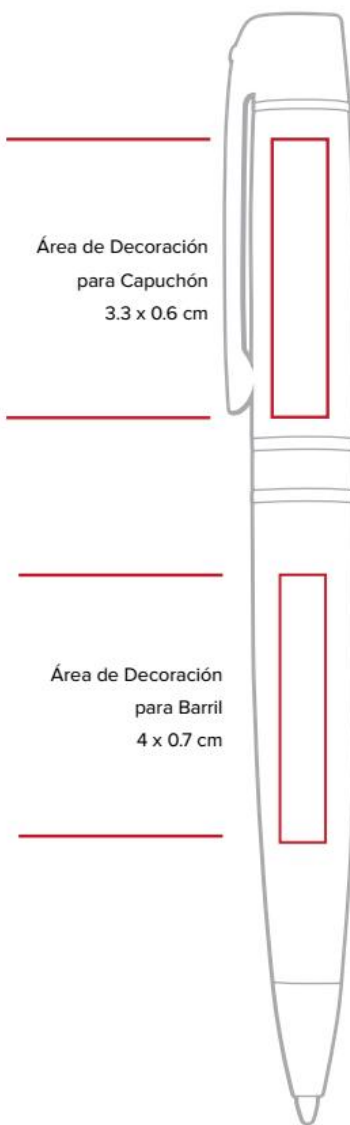 Área de Decoración
para Capuchón
3.3 x 0.6 cm
Área de Decoración
para Barril
4 x 0.7 cm